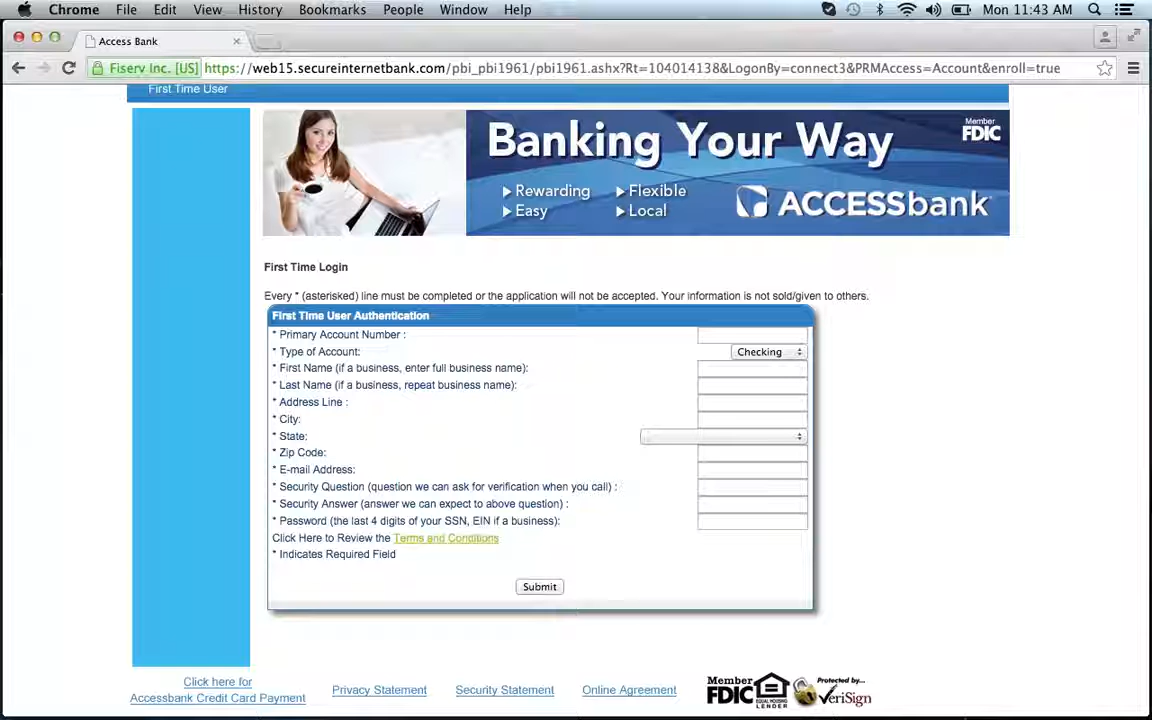 Chrome File Edit View History Bookmarks People Window Help Mon 11:43 AM
Access Bank
Fiserv Inc. [US] https://web15.secureinternetbank.com/pbi_pbi1961/pbi1961.ashx?Rt=104014138&LogonBy=connect3&PRMAccess=Account&enroll=true
First Time User
Banking Your Way
Member
FDIC
Rewarding Flexible
Easy Local
ACCESSbank
First Time Login
Every * (asterisked) line must be completed or the application will not be accepted. Your information is not sold/given to others.
First Time User Authentication
* Primary Account Number :
* Type of Account: Checking
* First Name (if a business, enter full business name):
* Last Name (if a business, repeat business name):
* Address Line :
* City:
* State:
* Zip Code:
* E-mail Address:
* Security Question (question we can ask for verification when you call) :
* Security Answer (answer we can expect to above question) :
* Password (the last 4 digits of your SSN, EIN if a business):
Click Here to Review the Terms and Conditions
* Indicates Required Field
Submit
Click here for
Accessbank Credit Card Payment
Privacy Statement
Security Statement
Online Agreement
Member
FDIC
EQUAL HOUSING
LENDER
Protected by...
VeriSign